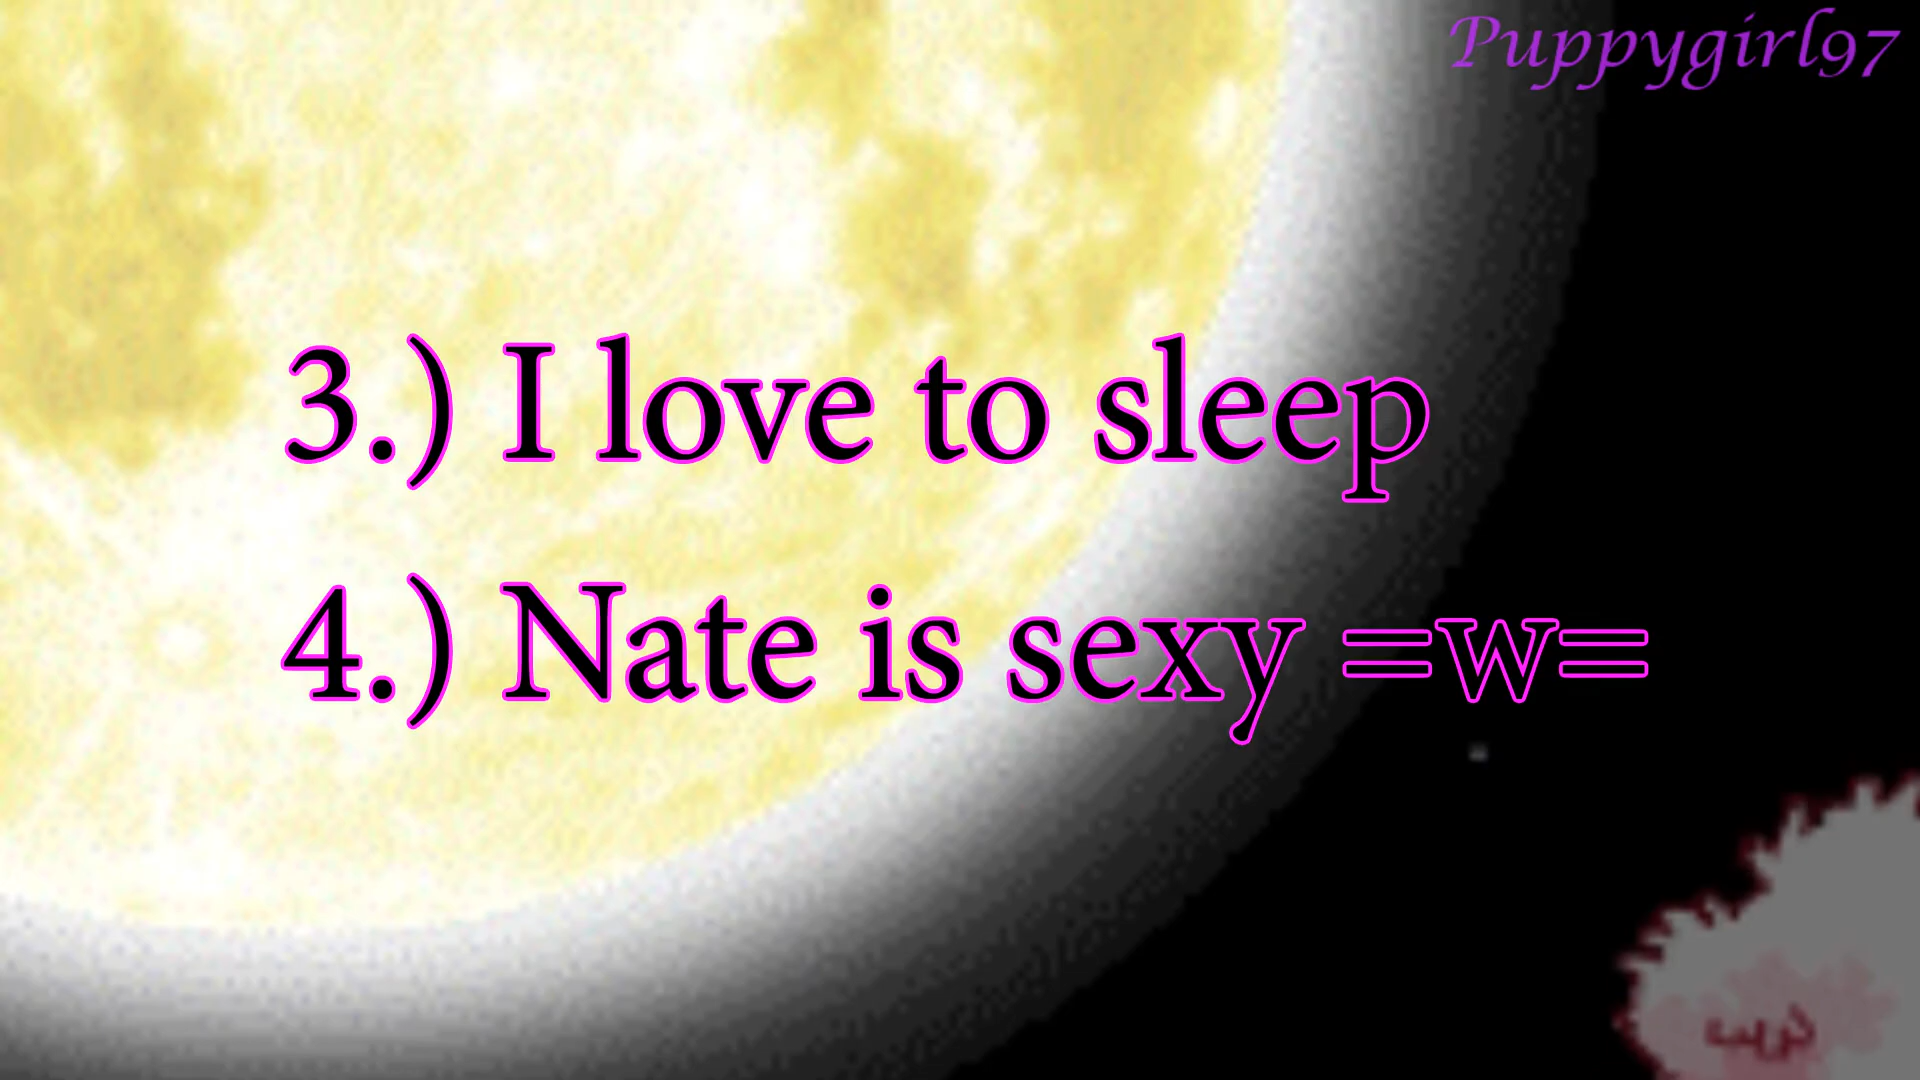 Puppygirl97
3.) I love to sleep
4.) Nate is sexy =w=